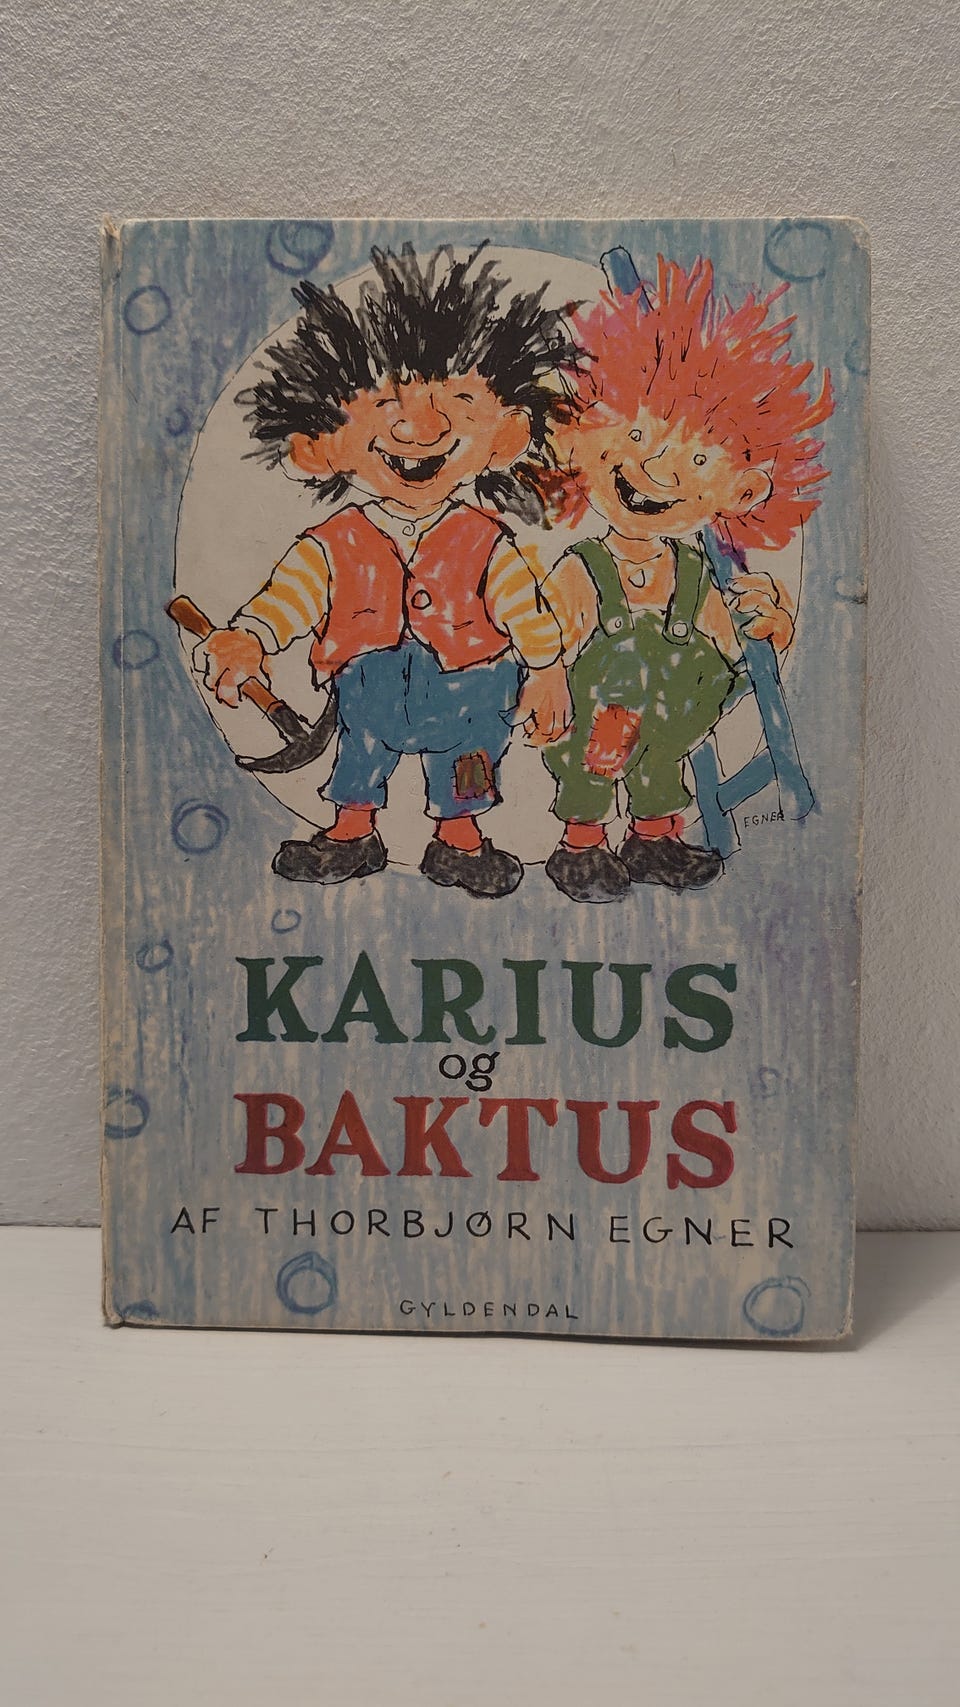 EGNER
KARIUS
og
BAKTUS
AF THORBJØRN EGNER
GYLDENDAL